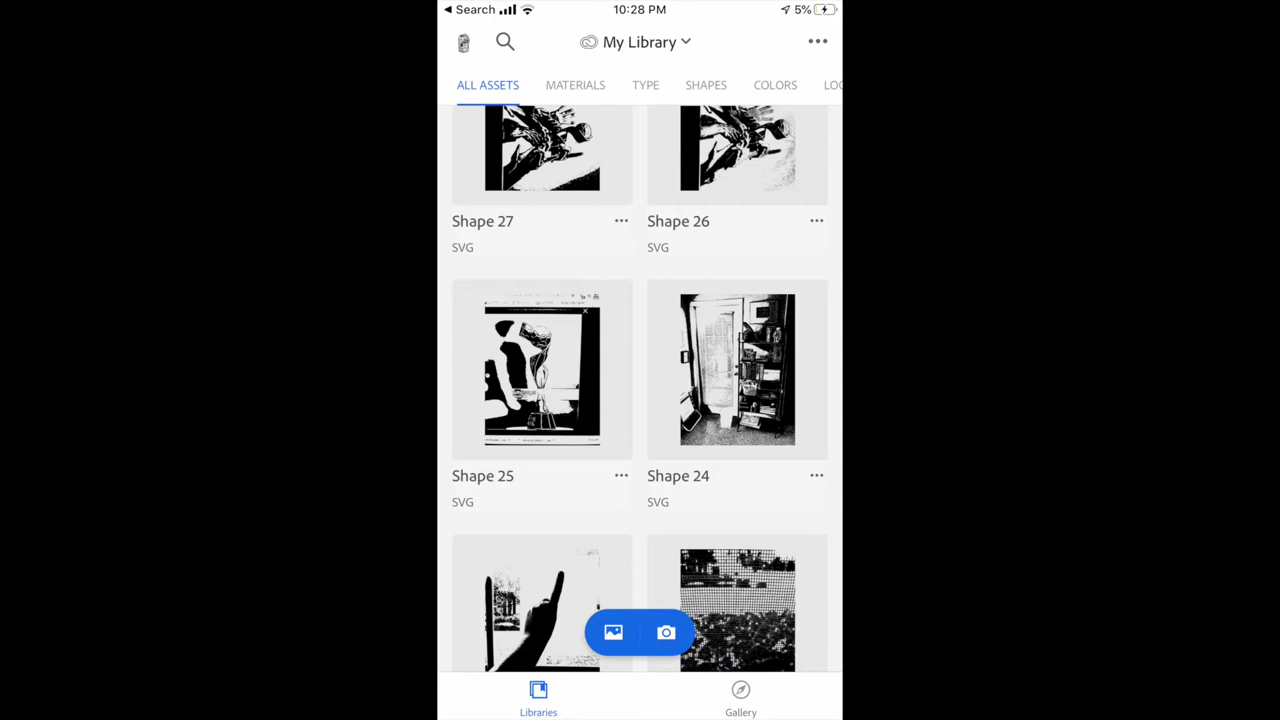 Search
10:28 PM
5%
My Library
ALL ASSETS MATERIALS TYPE SHAPES COLORS LOO
Shape 27
SVG
Shape 26
SVG
Shape 25
SVG
Shape 24
SVG
Libraries
Gallery